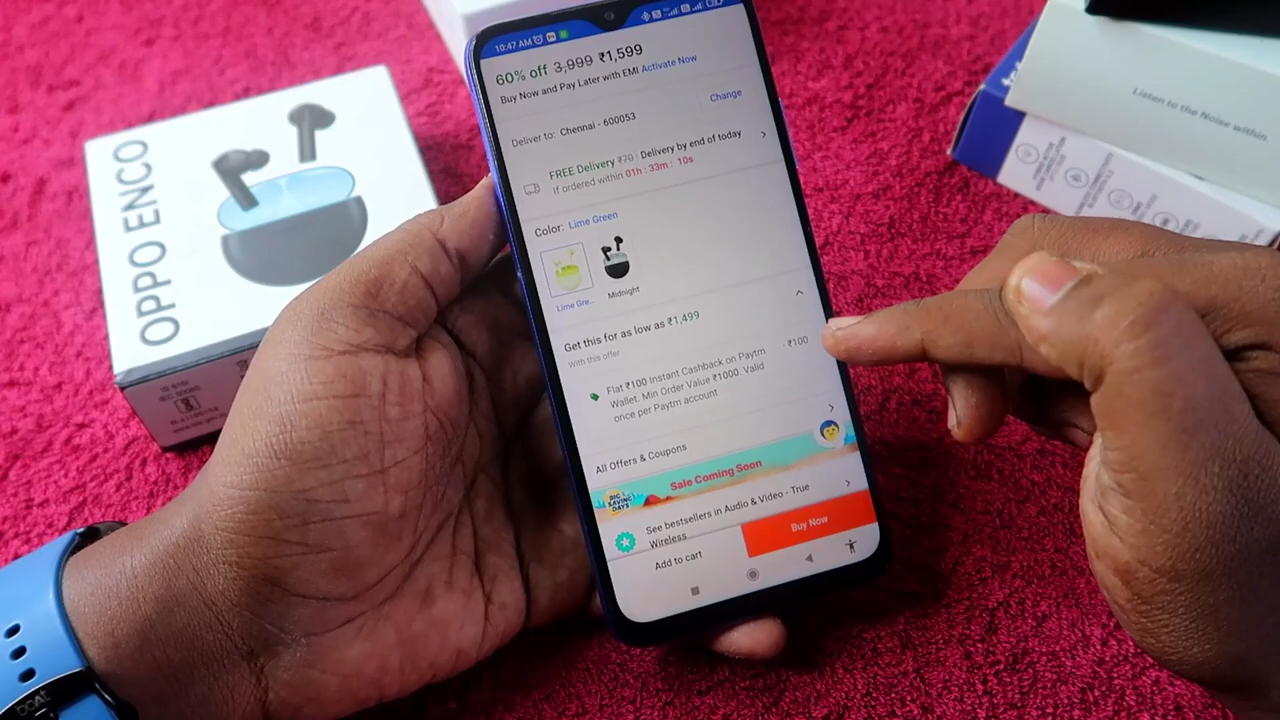 10:47 AM
60% off 3,999 ₹1,599
Buy Now and Pay Later with EMI Activate Now
Deliver to: Chennai - 600053
Change
FREE Delivery ₹70 | Delivery by end of today
If ordered within 01h : 33m : 10s
Color: Lime Green
Lime Gre...
Midnight
Get this for as low as ₹1,499
With this offer
Flat ₹100 Instant Cashback on Paytm
Wallet. Min Order Value ₹1000. Valid
once per Paytm account
- ₹100
All Offers & Coupons
BIG
SAVING
DAYS
Sale Coming Soon
See bestsellers in Audio & Video - True
Wireless
Add to cart
Buy Now
OPPO ENCO
Listen to the Noise within.
boAt